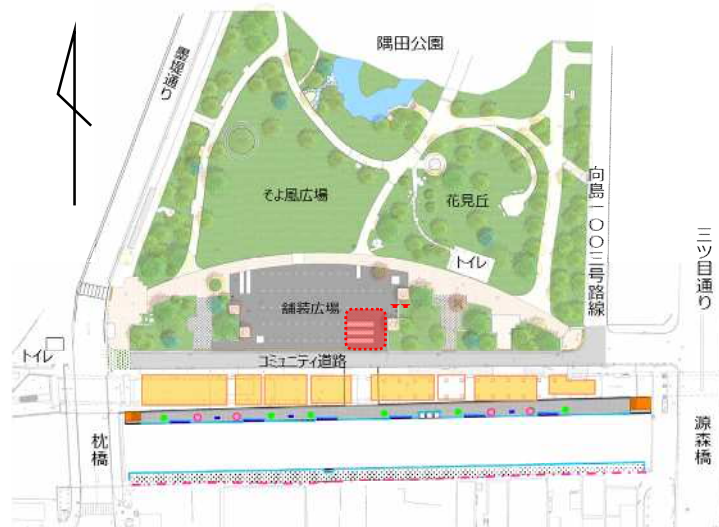 隅田公園
墨堤通り
そよ風広場
花見丘
向島一〇〇三号路線
トイレ
三ツ目通り
舗装広場
トイレ
コミュニティ道路
枕橋
源森橋